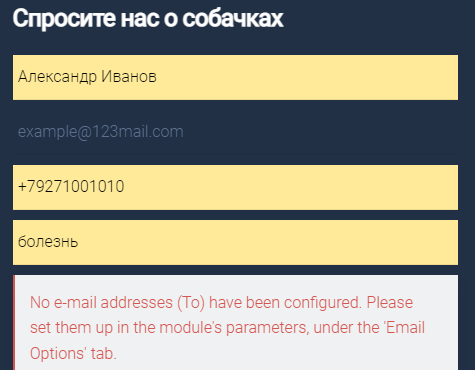 Спросите нас о собачках
Александр Иванов
example@123mail.com
+79271001010
болезнь
No e-mail addresses (To) have been configured. Please
set them up in the module's parameters, under the 'Email
Options' tab.